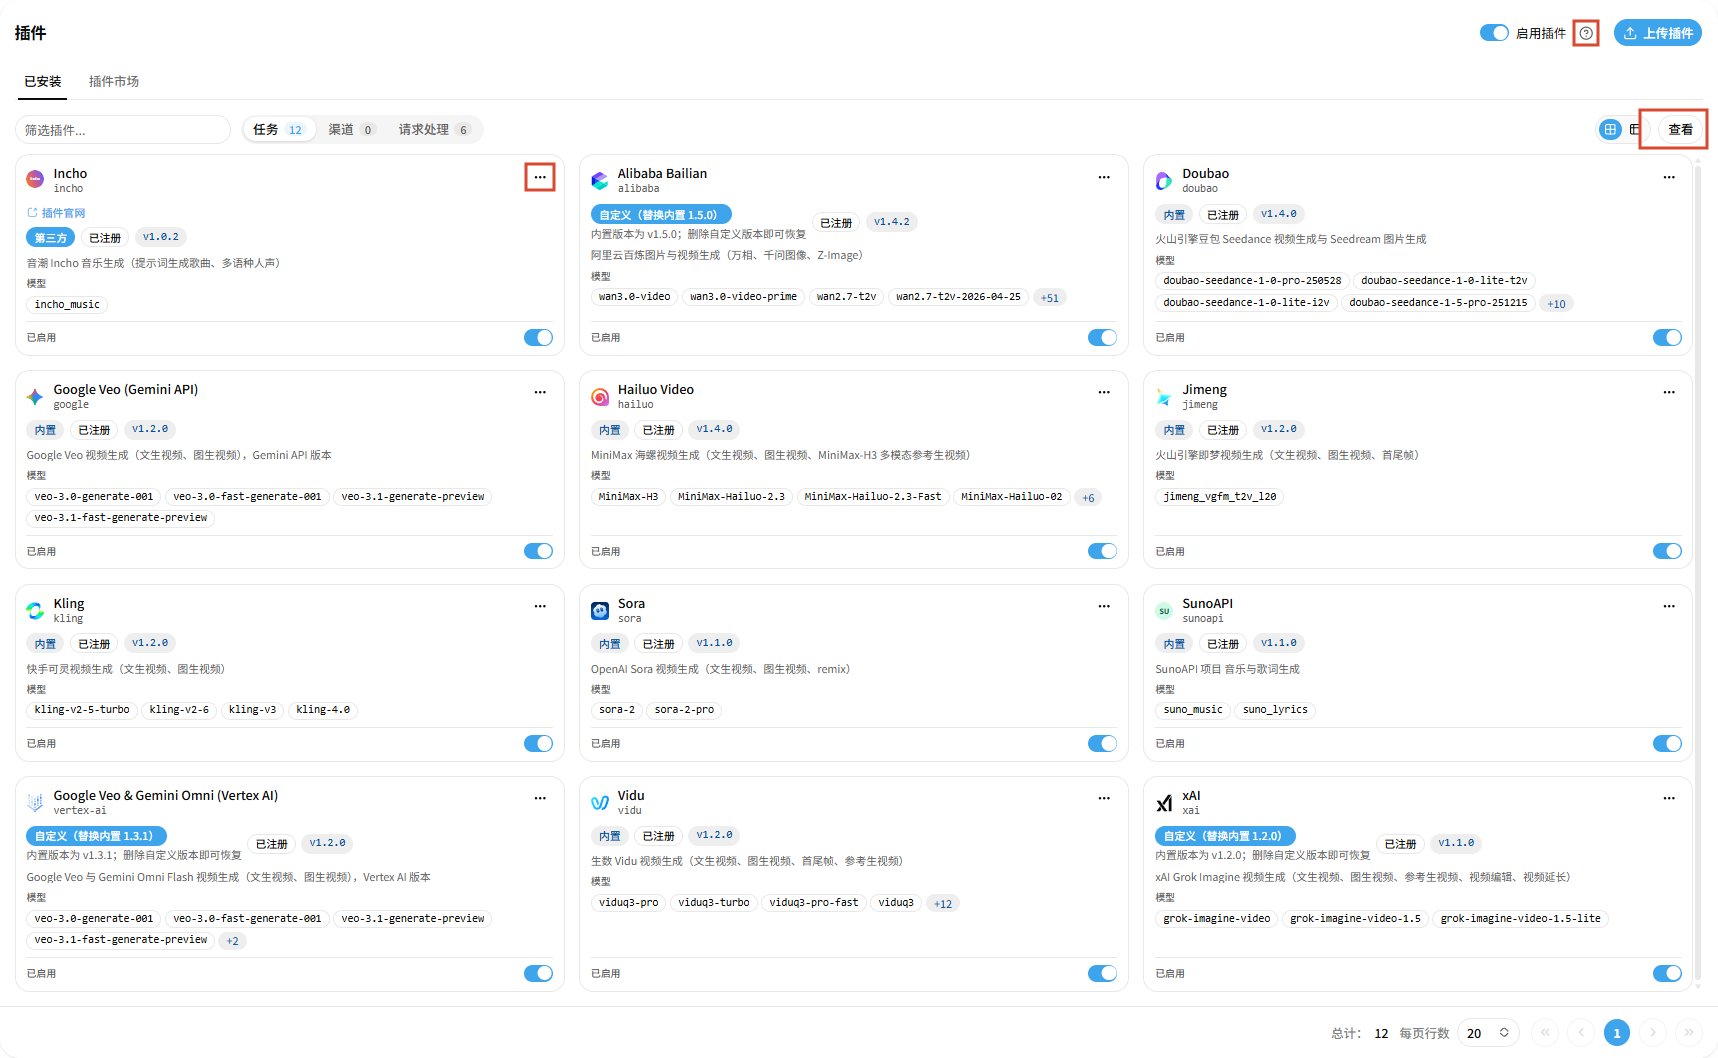 插件
启用插件
上传插件
已安装
插件市场
筛选插件...
任务 12
渠道 0
请求处理 6
查看
Incho
incho
插件官网
第三方 已注册 v1.0.2
音潮 Incho 音乐生成（提示词生成歌曲、多语种人声）
模型
incho_music
已启用
Alibaba Bailian
alibaba
自定义（替换内置 1.5.0） 已注册 v1.4.2
内置版本为 v1.5.0；删除自定义版本即可恢复
阿里云百炼图片与视频生成（万相、千问图像、Z-Image）
模型
wan3.0-video wan3.0-video-prime wan2.7-t2v wan2.7-t2v-2026-04-25 +51
已启用
Doubao
doubao
内置 已注册 v1.4.0
火山引擎豆包 Seedance 视频生成与 Seedream 图片生成
模型
doubao-seedance-1-0-pro-250528 doubao-seedance-1-0-lite-t2v
doubao-seedance-1-0-lite-i2v doubao-seedance-1-5-pro-251215 +10
已启用
Google Veo (Gemini API)
google
内置 已注册 v1.2.0
Google Veo 视频生成（文生视频、图生视频），Gemini API 版本
模型
veo-3.0-generate-001 veo-3.0-fast-generate-001 veo-3.1-generate-preview
veo-3.1-fast-generate-preview
已启用
Hailuo Video
hailuo
内置 已注册 v1.4.0
MiniMax 海螺视频生成（文生视频、图生视频、MiniMax-H3 多模态参考生视频）
模型
MiniMax-H3 MiniMax-Hailuo-2.3 MiniMax-Hailuo-2.3-Fast MiniMax-Hailuo-02 +6
已启用
Jimeng
jimeng
内置 已注册 v1.2.0
火山引擎即梦视频生成（文生视频、图生视频、首尾帧）
模型
jimeng_vgfm_t2v_l20
已启用
Kling
kling
内置 已注册 v1.2.0
快手可灵视频生成（文生视频、图生视频）
模型
kling-v2-5-turbo kling-v2-6 kling-v3 kling-4.0
已启用
Sora
sora
内置 已注册 v1.1.0
OpenAI Sora 视频生成（文生视频、图生视频、remix）
模型
sora-2 sora-2-pro
已启用
SU
SunoAPI
sunoapi
内置 已注册 v1.1.0
SunoAPI 项目 音乐与歌词生成
模型
suno_music suno_lyrics
已启用
Google Veo & Gemini Omni (Vertex AI)
vertex-ai
自定义（替换内置 1.3.1） 已注册 v1.2.0
内置版本为 v1.3.1；删除自定义版本即可恢复
Google Veo 与 Gemini Omni Flash 视频生成（文生视频、图生视频），Vertex AI 版本
模型
veo-3.0-generate-001 veo-3.0-fast-generate-001 veo-3.1-generate-preview
veo-3.1-fast-generate-preview +2
已启用
Vidu
vidu
内置 已注册 v1.2.0
生数 Vidu 视频生成（文生视频、图生视频、首尾帧、参考生视频）
模型
viduq3-pro viduq3-turbo viduq3-pro-fast viduq3 +12
已启用
xAI
xai
自定义（替换内置 1.2.0） 已注册 v1.1.0
内置版本为 v1.2.0；删除自定义版本即可恢复
xAI Grok Imagine 视频生成（文生视频、图生视频、参考生视频、视频编辑、视频延长）
模型
grok-imagine-video grok-imagine-video-1.5 grok-imagine-video-1.5-lite
已启用
总计： 12 每页行数 20 1